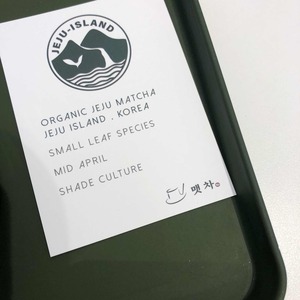 JEJU-ISLAND
ORGANIC JEJU MATCHA
JEJU ISLAND , KOREA
SMALL LEAF SPECIES
MID APRIL
SHADE CULTURE
맷차